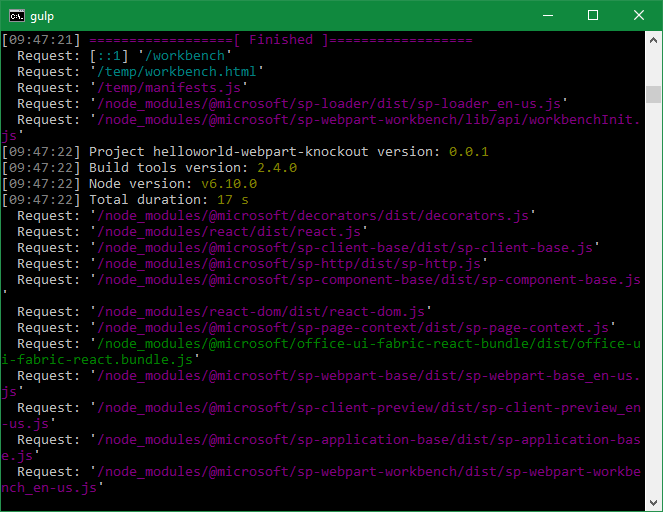 C:\. gulp
[09:47:21] ==================[ Finished ]==================
Request: [::1] '/workbench'
Request: '/temp/workbench.html'
Request: '/temp/manifests.js'
Request: '/node_modules/@microsoft/sp-loader/dist/sp-loader_en-us.js'
Request: '/node_modules/@microsoft/sp-webpart-workbench/lib/api/workbenchInit.
js'
[09:47:22] Project helloworld-webpart-knockout version: 0.0.1
[09:47:22] Build tools version: 2.4.0
[09:47:22] Node version: v6.10.0
[09:47:22] Total duration: 17 s
Request: '/node_modules/@microsoft/decorators/dist/decorators.js'
Request: '/node_modules/react/dist/react.js'
Request: '/node_modules/@microsoft/sp-client-base/dist/sp-client-base.js'
Request: '/node_modules/@microsoft/sp-http/dist/sp-http.js'
Request: '/node_modules/@microsoft/sp-component-base/dist/sp-component-base.js
'
Request: '/node_modules/react-dom/dist/react-dom.js'
Request: '/node_modules/@microsoft/sp-page-context/dist/sp-page-context.js'
Request: '/node_modules/@microsoft/office-ui-fabric-react-bundle/dist/office-u
i-fabric-react.bundle.js'
Request: '/node_modules/@microsoft/sp-webpart-base/dist/sp-webpart-base_en-us.
js'
Request: '/node_modules/@microsoft/sp-client-preview/dist/sp-client-preview_en
-us.js'
Request: '/node_modules/@microsoft/sp-application-base/dist/sp-application-bas
e.js'
Request: '/node_modules/@microsoft/sp-webpart-workbench/dist/sp-webpart-workbe
nch_en-us.js'